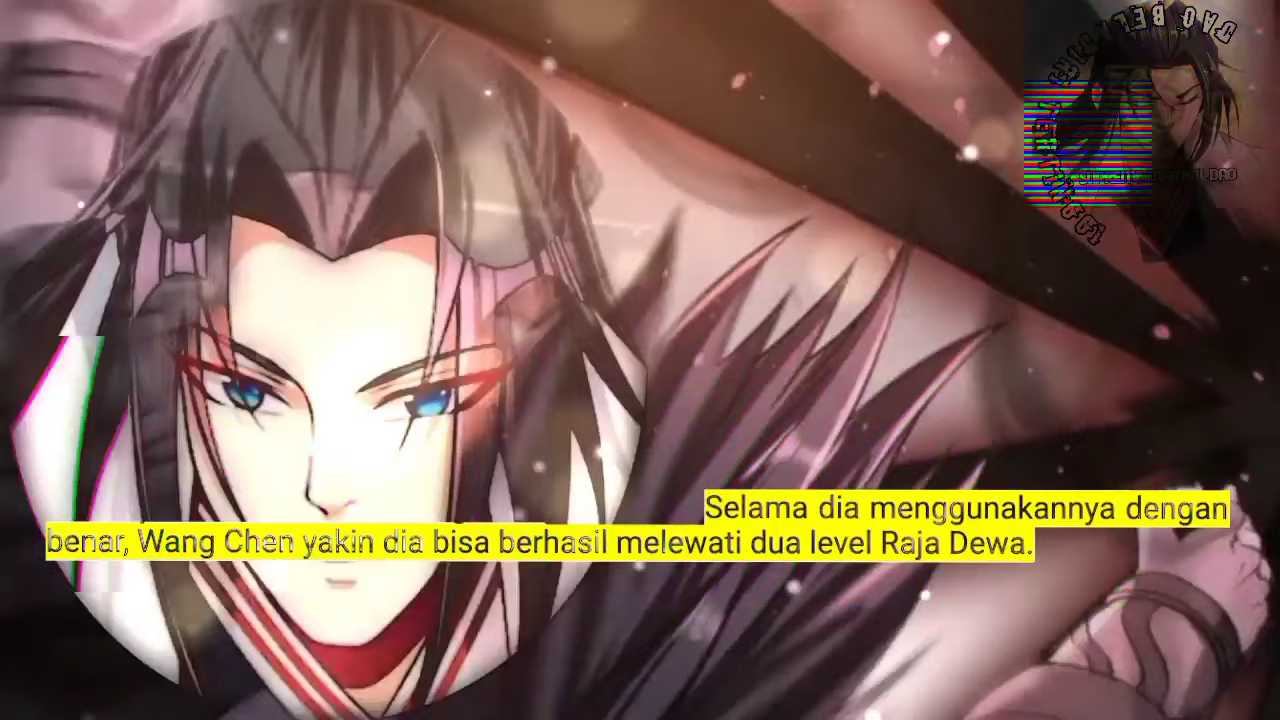 Selama dia menggunakannya dengan
benar, Wang Chen yakin dia bisa berhasil melewati dua level Raja Dewa.